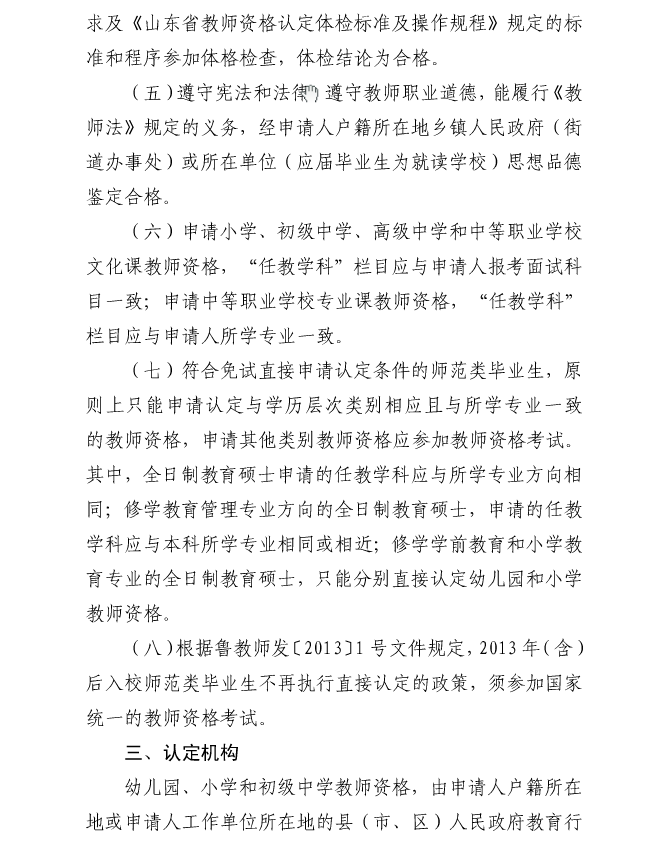 求及《山东省教师资格认定体检标准及操作规程》规定的标
准和程序参加体格检查，体检结论为合格。
（五）遵守宪法和法律，遵守教师职业道德，能履行《教
师法》规定的义务，经申请人户籍所在地乡镇人民政府（街
道办事处）或所在单位（应届毕业生为就读学校）思想品德
鉴定合格。
（六）申请小学、初级中学、高级中学和中等职业学校
文化课教师资格，“任教学科”栏目应与申请人报考面试科
目一致；申请中等职业学校专业课教师资格，“任教学科”
栏目应与申请人所学专业一致。
（七）符合免试直接申请认定条件的师范类毕业生，原
则上只能申请认定与学历层次类别相应且与所学专业一致
的教师资格，申请其他类别教师资格应参加教师资格考试。
其中，全日制教育硕士申请的任教学科应与所学专业方向相
同；修学教育管理专业方向的全日制教育硕士，申请的任教
学科应与本科所学专业相同或相近；修学学前教育和小学教
育专业的全日制教育硕士，只能分别直接认定幼儿园和小学
教师资格。
（八）根据鲁教师发〔2013〕1号文件规定，2013年（含）
后入校师范类毕业生不再执行直接认定的政策，须参加国家
统一的教师资格考试。
三、认定机构
幼儿园、小学和初级中学教师资格，由申请人户籍所在
地或申请人工作单位所在地的县（市、区）人民政府教育行